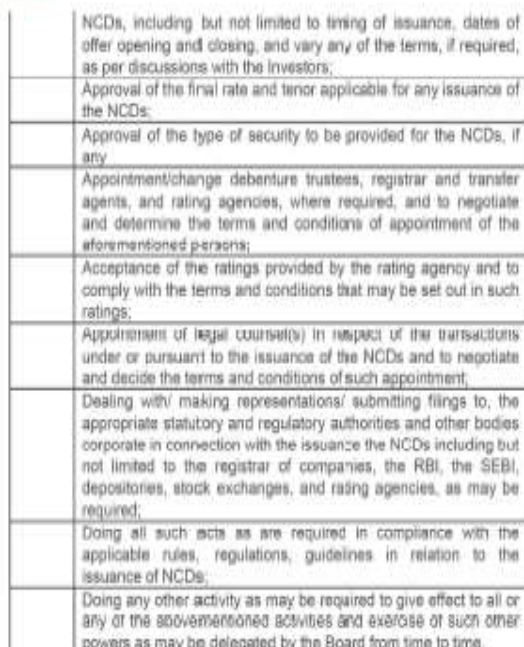 NCDs, including but not limited to timing of issuance, dates of
offer opening and closing, and vary any of the terms, if required,
as per discussions with the Investors;
Approval of the final rate and tenor applicable for any issuance of
the NCDs;
Approval of the type of security to be provided for the NCDs, if
any
Appointment/change debenture trustees, registrar and transfer
agents, and rating agencies, where required, and to negotiate
and determine the terms and conditions of appointment of the
aforementioned persons;
Acceptance of the ratings provided by the rating agency and to
comply with the terms and conditions that may be set out in such
ratings;
Appointment of legal counsel(s) in respect of the transactions
under or pursuant to the issuance of the NCDs and to negotiate
and decide the terms and conditions of such appointment;
Dealing with/ making representations/ submitting filings to, the
appropriate statutory and regulatory authorities and other bodies
corporate in connection with the issuance the NCDs including but
not limited to the registrar of companies, the RBI, the SEBI,
depositories, stock exchanges, and rating agencies, as may be
required;
Doing all such acts as are required in compliance with the
applicable rules, regulations, guidelines in relation to the
issuance of NCDs;
Doing any other activity as may be required to give effect to all or
any of the abovementioned activities and exercise of such other
powers as may be delegated by the Board from time to time.